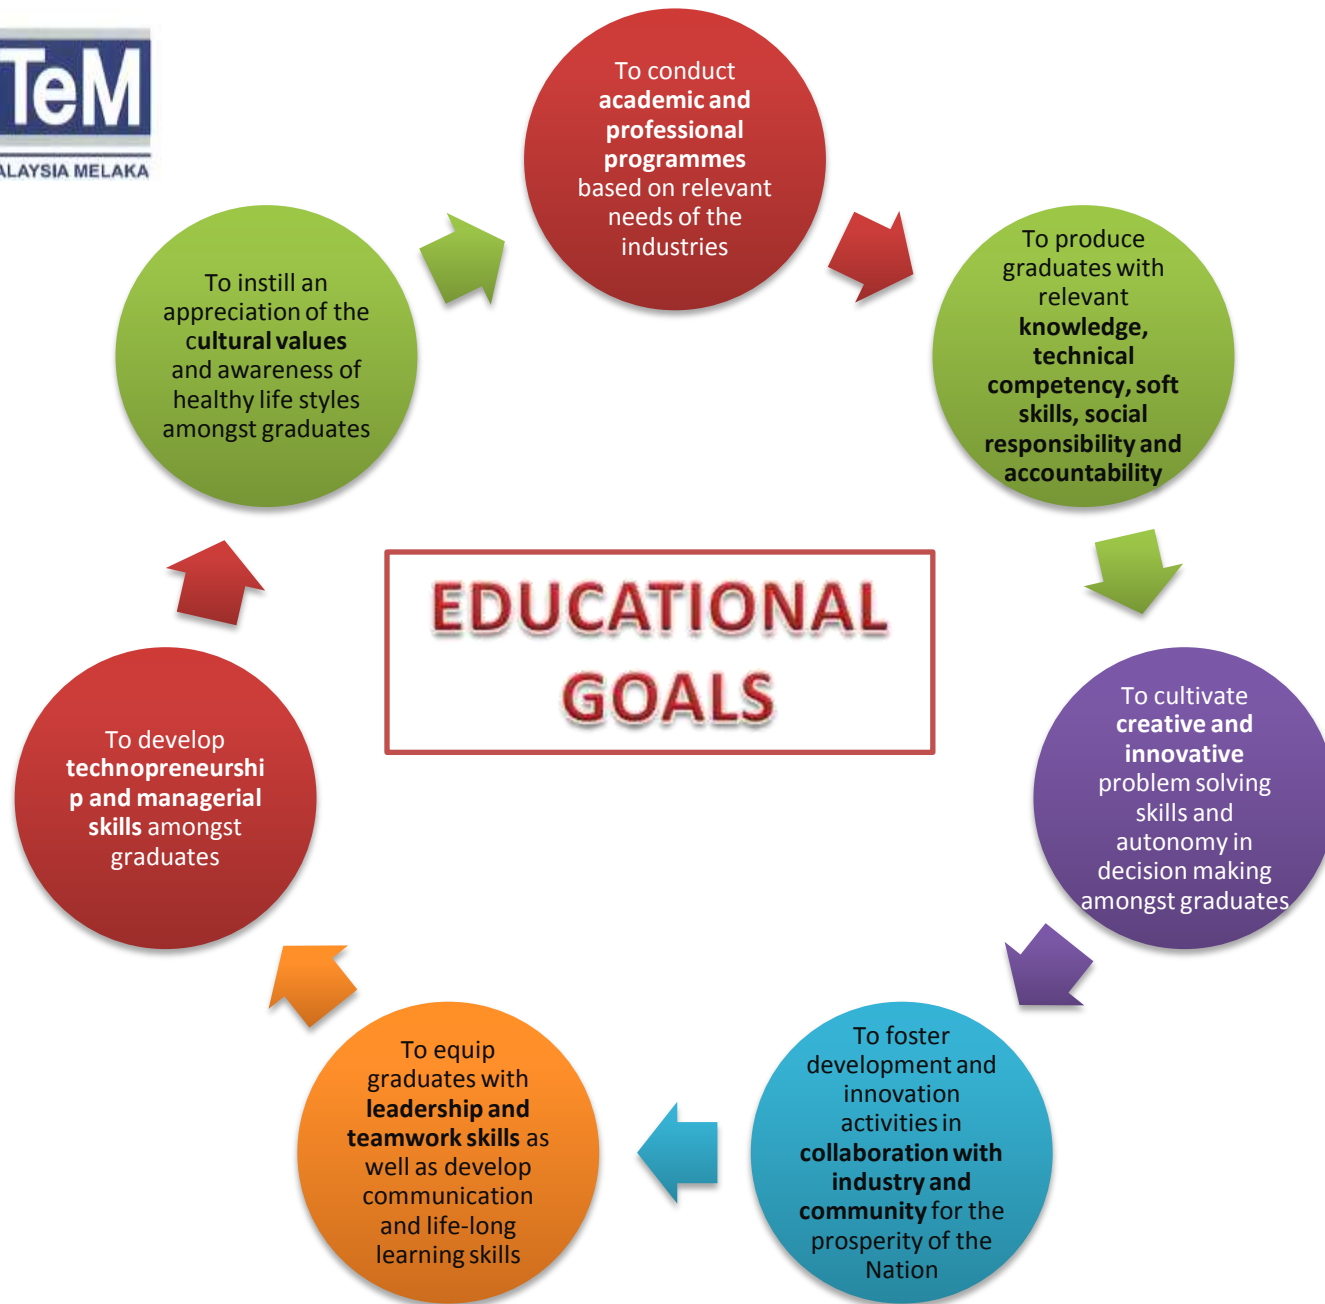 TeM
ALAYSIA MELAKA
To conduct
academic and
professional
programmes
based on relevant
needs of the
industries
To produce
graduates with
relevant
knowledge,
technical
competency, soft
skills, social
responsibility and
accountability
To cultivate
creative and
innovative
problem solving
skills and
autonomy in
decision making
amongst graduates
To foster
development and
innovation
activities in
collaboration with
industry and
community for the
prosperity of the
Nation
To equip
graduates with
leadership and
teamwork skills as
well as develop
communication
and life-long
learning skills
To develop
technopreneurshi
p and managerial
skills amongst
graduates
To instill an
appreciation of the
cultural values
and awareness of
healthy life styles
amongst graduates
EDUCATIONAL
GOALS